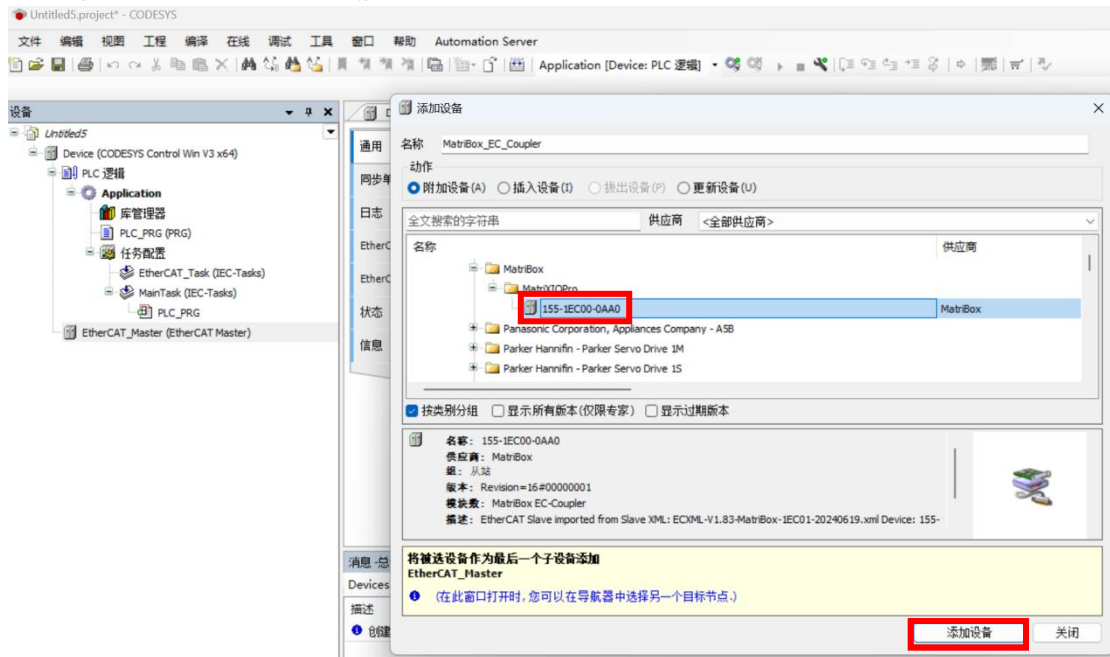 Untitled5.project* - CODESYS
文件 编辑 视图 工程 编译 在线 调试 工具 窗口 帮助 Automation Server
Application [Device: PLC 逻辑]
设备
Untitled5
Device (CODESYS Control Win V3 x64)
PLC 逻辑
Application
库管理器
PLC_PRG (PRG)
任务配置
EtherCAT_Task (IEC-Tasks)
MainTask (IEC-Tasks)
PLC_PRG
EtherCAT_Master (EtherCAT Master)
通用
同步单
日志
EtherC
EtherC
状态
信息
消息 -总
Devices
描述
创建
添加设备
名称 MatriBox_EC_Coupler
动作
附加设备(A) 插入设备(I) 拔出设备(P) 更新设备(U)
全文搜索的字符串 供应商 <全部供应商>
名称 供应商
MatriBox
MatriXIOPro
155-1EC00-0AA0 MatriBox
Panasonic Corporation, Appliances Company - A5B
Parker Hannifin - Parker Servo Drive 1M
Parker Hannifin - Parker Servo Drive 1S
按类别分组 显示所有版本(仅限专家) 显示过期版本
名称: 155-1EC00-0AA0
供应商: MatriBox
组: 从站
版本: Revision=16#00000001
模块数: MatriBox EC-Coupler
描述: EtherCAT Slave imported from Slave XML: ECXML-V1.83-MatriBox-1EC01-20240619.xml Device: 155-
将被选设备作为最后一个子设备添加
EtherCAT_Master
(在此窗口打开时,您可以在导航器中选择另一个目标节点.)
添加设备 关闭